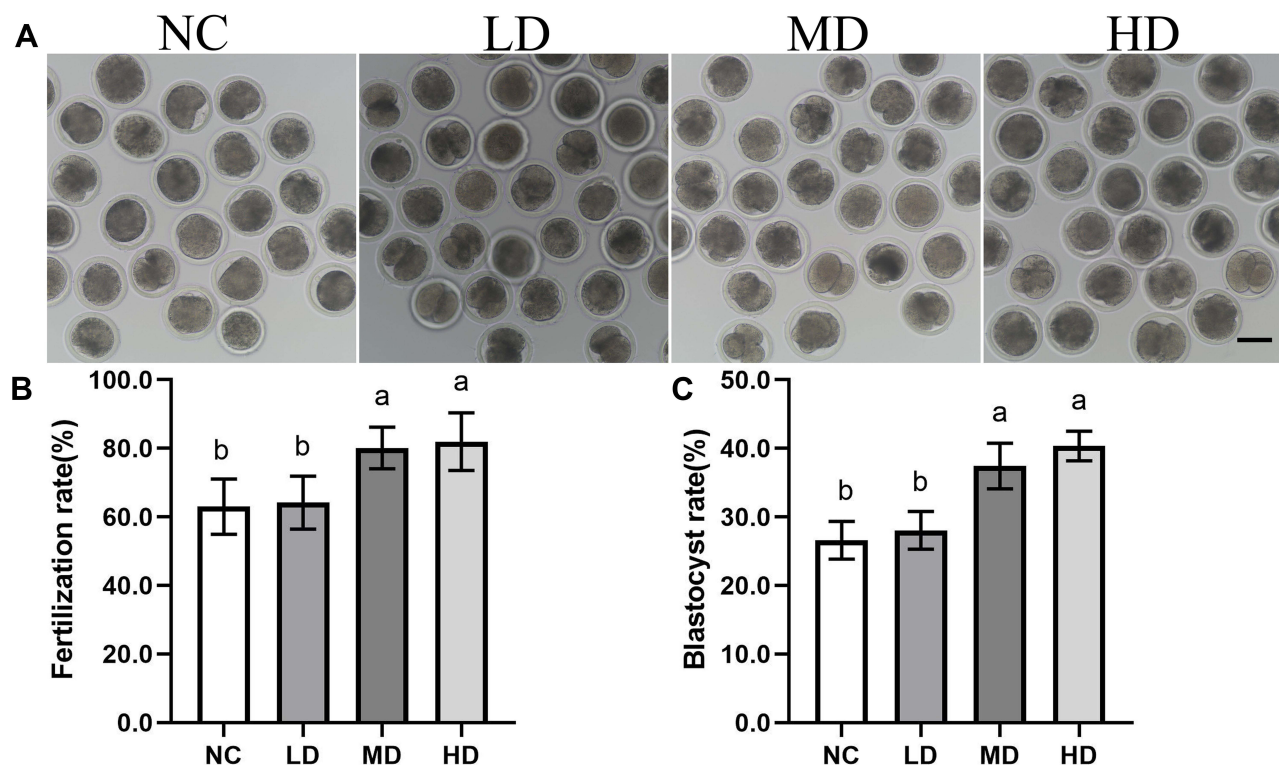 A
NC
LD
MD
HD
B
Fertilization rate(%)
100.0
80.0
60.0
40.0
20.0
0.0
b
b
a
a
NC
LD
MD
HD
C
Blastocyst rate(%)
50.0
40.0
30.0
20.0
10.0
0.0
b
b
a
a
NC
LD
MD
HD